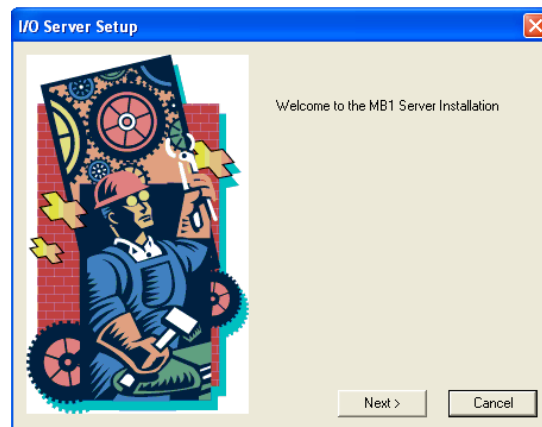 I/O Server Setup
Welcome to the MB1 Server Installation
Next >
Cancel